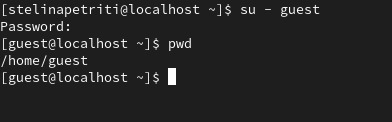 [stelinapetriti@localhost ~]$ su - guest
Password:
[guest@localhost ~]$ pwd
/home/guest
[guest@localhost ~]$